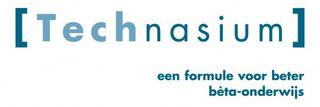 [Technasium]
een formule voor beter
bèta-onderwijs